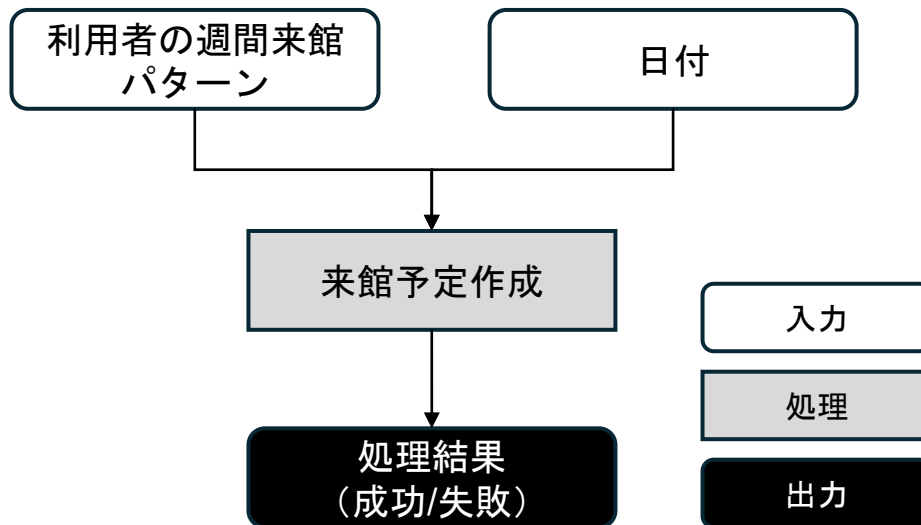 利用者の週間来館
パターン
日付
来館予定作成
入力
処理
処理結果
（成功/失敗）
出力